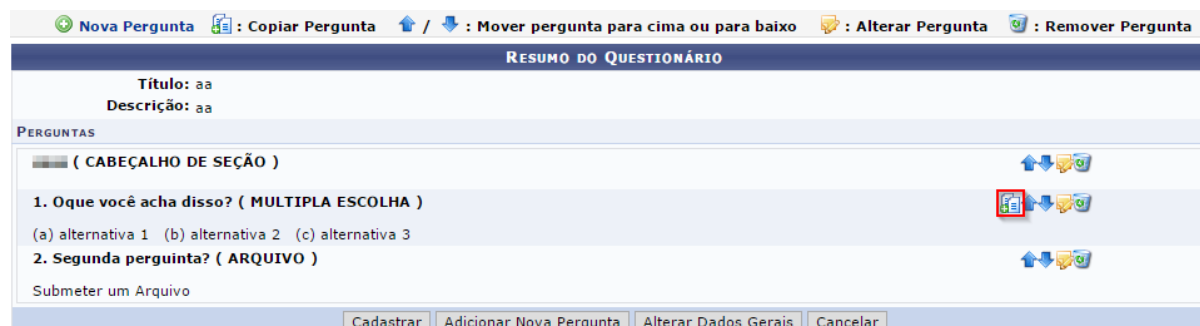 Nova Pergunta : Copiar Pergunta / : Mover pergunta para cima ou para baixo : Alterar Pergunta : Remover Pergunta
Resumo do Questionário
Título: aa
Descrição: aa
Perguntas
( CABEÇALHO DE SEÇÃO )
1. Oque você acha disso? ( MULTIPLA ESCOLHA )
(a) alternativa 1 (b) alternativa 2 (c) alternativa 3
2. Segunda perguinta? ( ARQUIVO )
Submeter um Arquivo
Cadastrar Adicionar Nova Pergunta Alterar Dados Gerais Cancelar